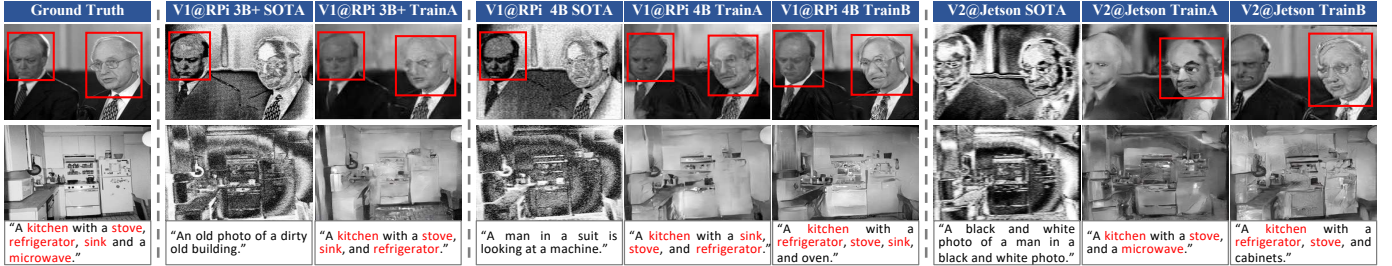 Ground Truth
V1@RPi 3B+ SOTA
V1@RPi 3B+ TrainA
V1@RPi 4B SOTA
V1@RPi 4B TrainA
V1@RPi 4B TrainB
V2@Jetson SOTA
V2@Jetson TrainA
V2@Jetson TrainB
“A kitchen with a stove,
refrigerator, sink and a
microwave.”
“An old photo of a dirty
old building.”
“A kitchen with a stove,
sink, and refrigerator.”
“A man in a suit is
looking at a machine.”
“A kitchen with a sink,
stove, and refrigerator.”
“A kitchen with a
refrigerator, stove, sink,
and oven.”
“A black and white
photo of a man in a
black and white photo.”
“A kitchen with a stove,
and a microwave.”
“A kitchen with a
refrigerator, stove, and
cabinets.”